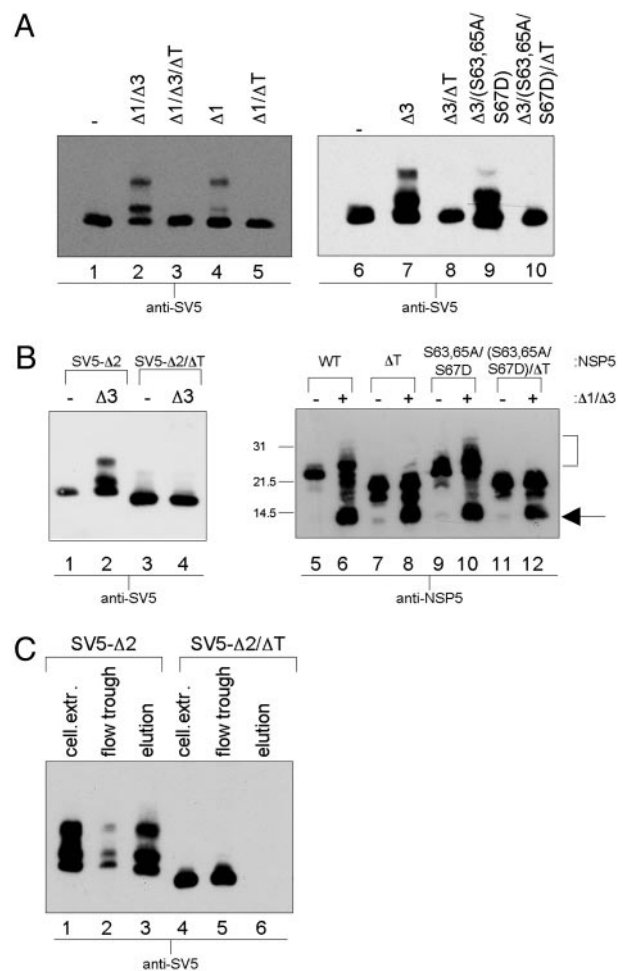 A
-
Δ1/Δ3
Δ1/Δ3/ΔT
Δ1
Δ1/ΔT
-
Δ3
Δ3/ΔT
Δ3/(S63,65A/
S67D)
Δ3/(S63,65A/
S67D)/ΔT
1 2 3 4 5
anti-SV5
6 7 8 9 10
anti-SV5
B
SV5-Δ2 SV5-Δ2/ΔT
- Δ3 - Δ3
1 2 3 4
anti-SV5
WT ΔT S63,65A/ S67D (S63,65A/ S67D)/ΔT :NSP5
- + - + - + - + :Δ1/Δ3
31
21.5
14.5
5 6 7 8 9 10 11 12
anti-NSP5
C
SV5-Δ2 SV5-Δ2/ΔT
cell.extr.
flow trough
elution
cell.extr.
flow trough
elution
1 2 3 4 5 6
anti-SV5